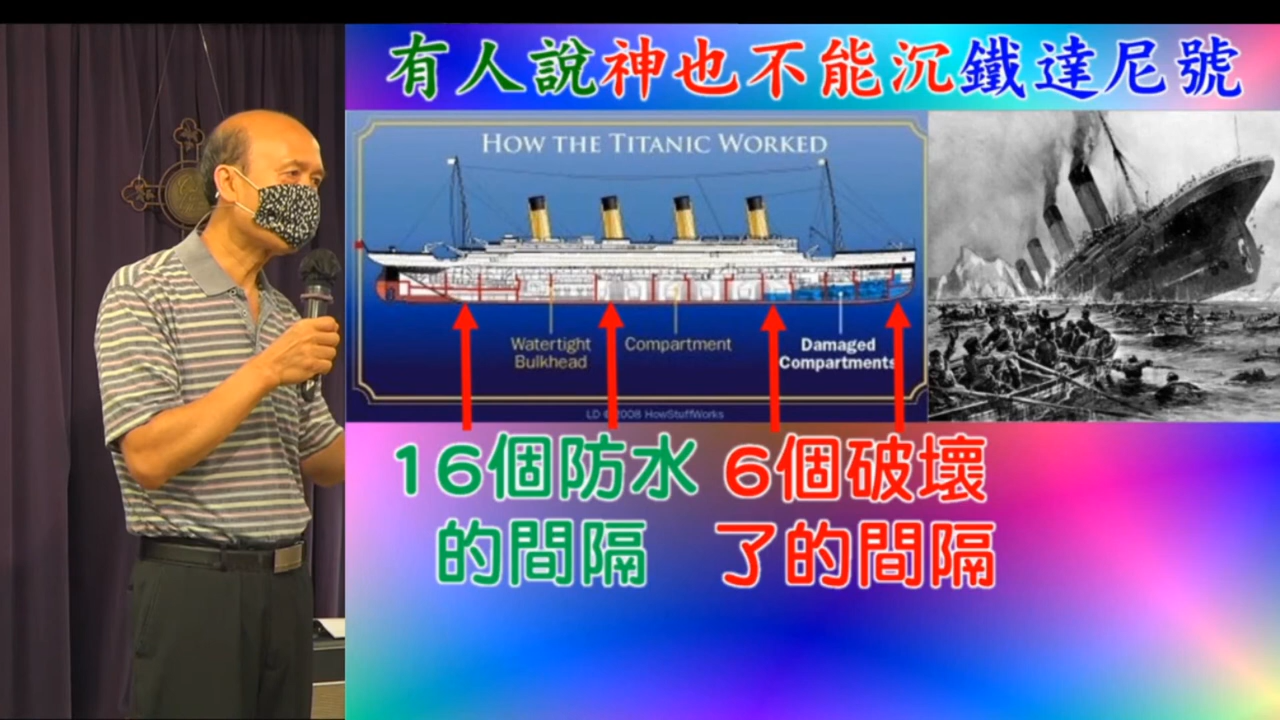 有人說神也不能沉鐵達尼號
HOW THE TITANIC WORKED
Watertight
Bulkhead
Compartment
Damaged
Compartments
LD © 2008 HowStuffWorks
16個防水
的間隔
6個破壞
了的間隔